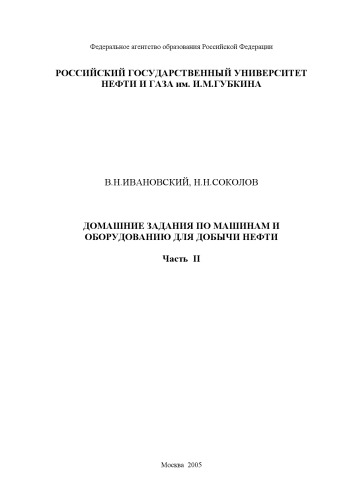 Федеральное агентство образования Российской Федерации
РОССИЙСКИЙ ГОСУДАРСТВЕННЫЙ УНИВЕРСИТЕТ
НЕФТИ И ГАЗА им. И.М.ГУБКИНА
В.Н.ИВАНОВСКИЙ, Н.Н.СОКОЛОВ
ДОМАШНИЕ ЗАДАНИЯ ПО МАШИНАМ И
ОБОРУДОВАНИЮ ДЛЯ ДОБЫЧИ НЕФТИ
Часть II
Москва 2005